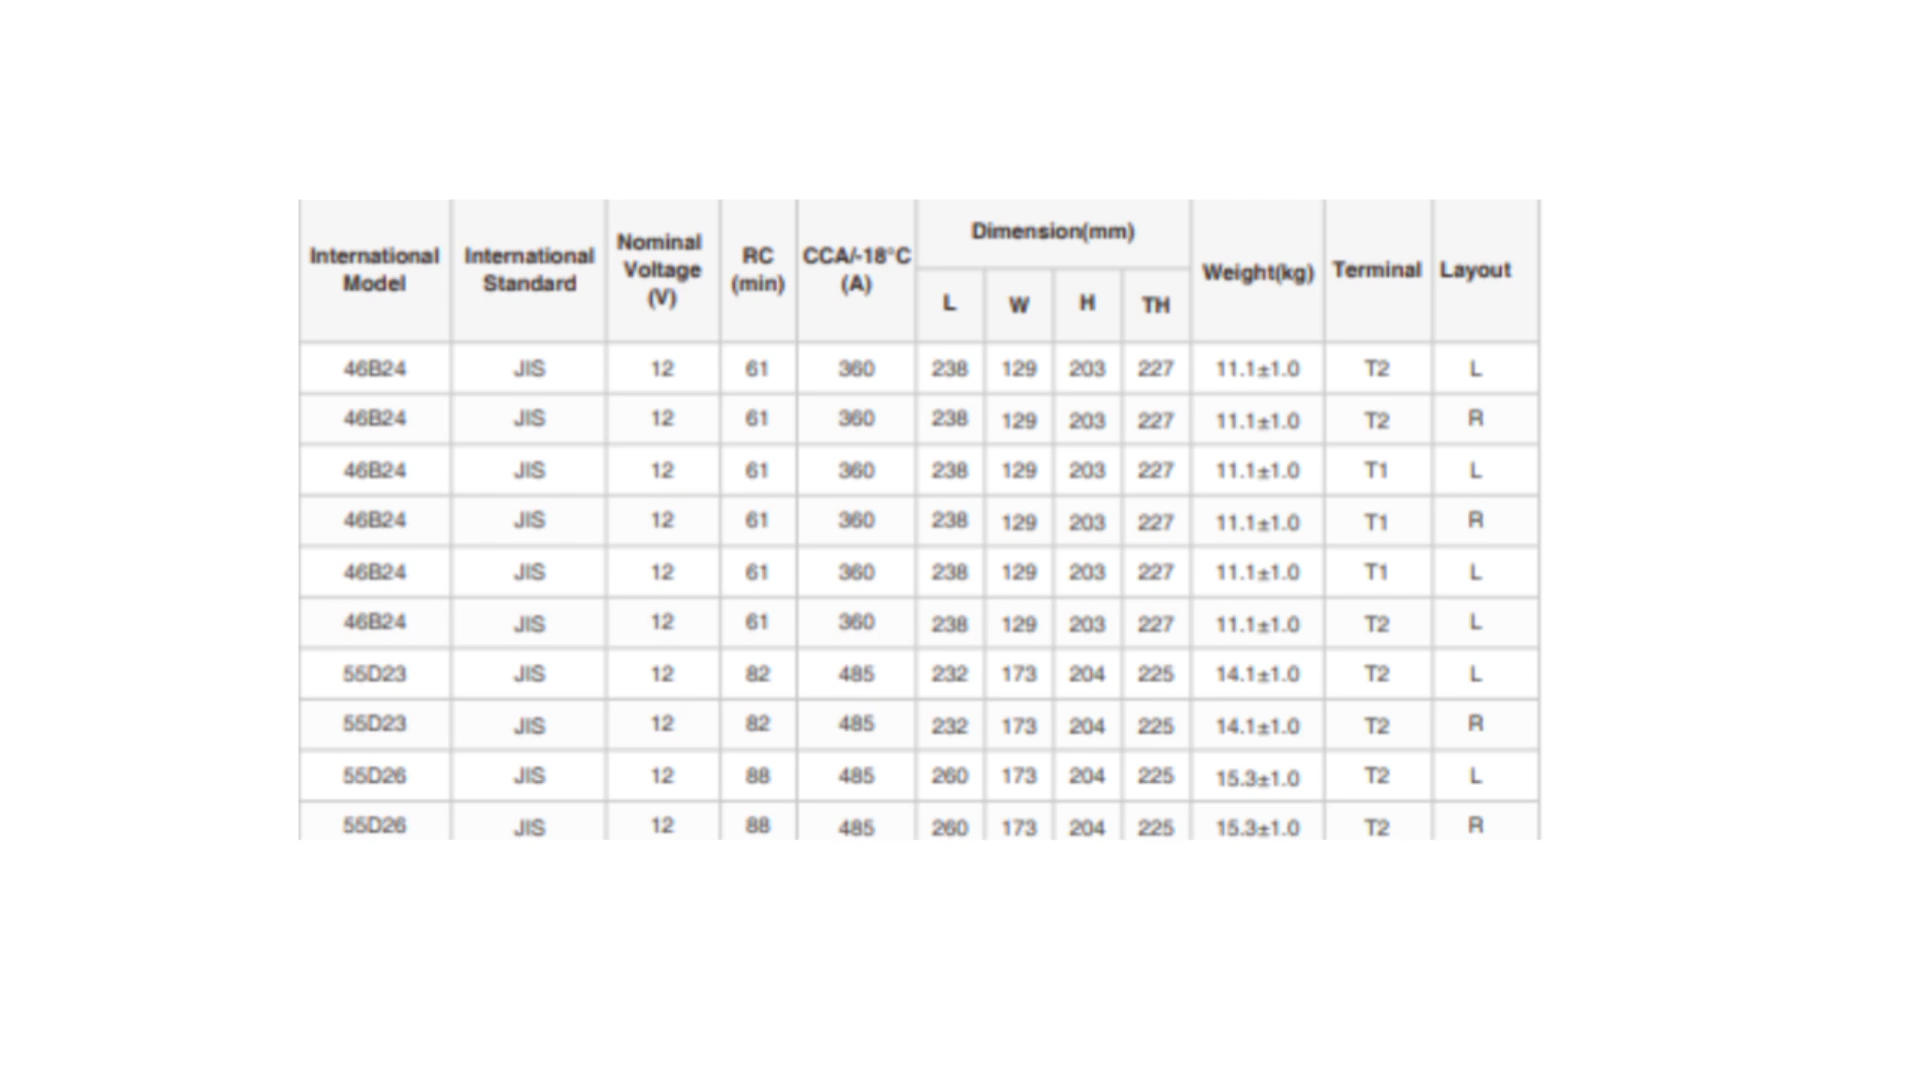 International Model International Standard Nominal Voltage (V) RC (min) CCA/-18°C (A) Dimension(mm) L W H TH Weight(kg) Terminal Layout
46B24 JIS 12 61 360 238 129 203 227 11.1±1.0 T2 L
46B24 JIS 12 61 360 238 129 203 227 11.1±1.0 T2 R
46B24 JIS 12 61 360 238 129 203 227 11.1±1.0 T1 L
46B24 JIS 12 61 360 238 129 203 227 11.1±1.0 T1 R
46B24 JIS 12 61 360 238 129 203 227 11.1±1.0 T1 L
46B24 JIS 12 61 360 238 129 203 227 11.1±1.0 T2 L
55D23 JIS 12 82 485 232 173 204 225 14.1±1.0 T2 L
55D23 JIS 12 82 485 232 173 204 225 14.1±1.0 T2 R
55D26 JIS 12 88 485 260 173 204 225 15.3±1.0 T2 L
55D26 JIS 12 88 485 260 173 204 225 15.3±1.0 T2 R